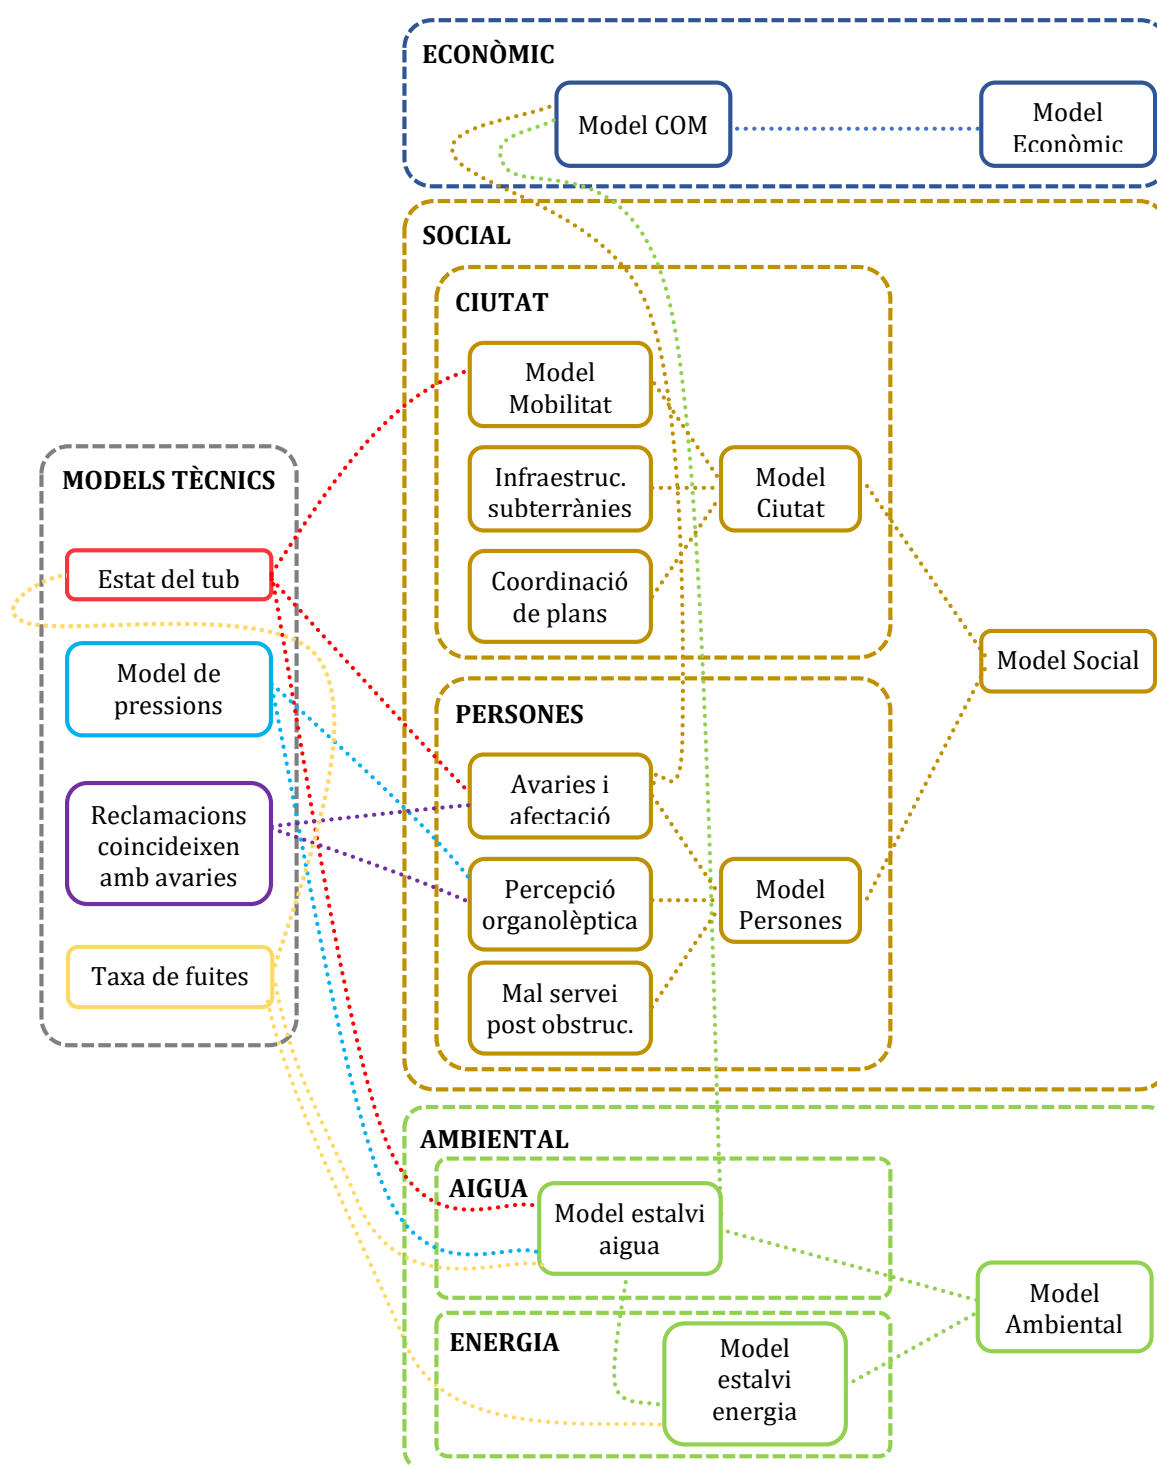 ECONÒMIC
Model COM
Model
Econòmic
SOCIAL
CIUTAT
Model
Mobilitat
Infraestruc.
subterrànies
Coordinació
de plans
Model
Ciutat
MODELS TÈCNICS
Estat del tub
Model de
pressions
Reclamacions
coincideixen
amb avaries
Taxa de fuites
Model Social
PERSONES
Avaries i
afectació
Percepció
organolèptica
Mal servei
post obstruc.
Model
Persones
AMBIENTAL
AIGUA
Model estalvi
aigua
ENERGIA
Model
estalvi
energia
Model
Ambiental